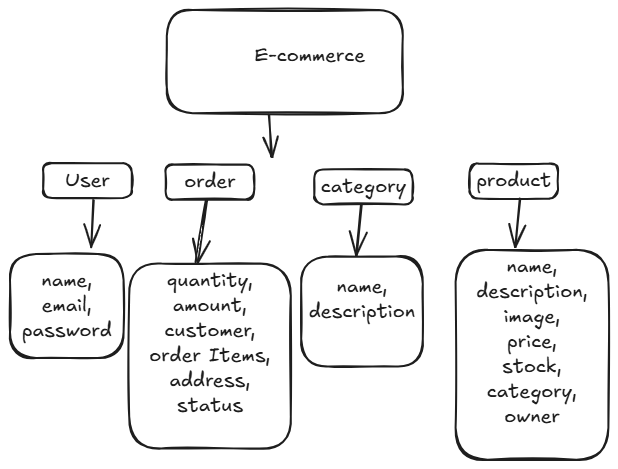 E-commerce
User
order
category
product
name,
email,
password
quantity,
amount,
customer,
order Items,
address,
status
name,
description
name,
description,
image,
price,
stock,
category,
owner